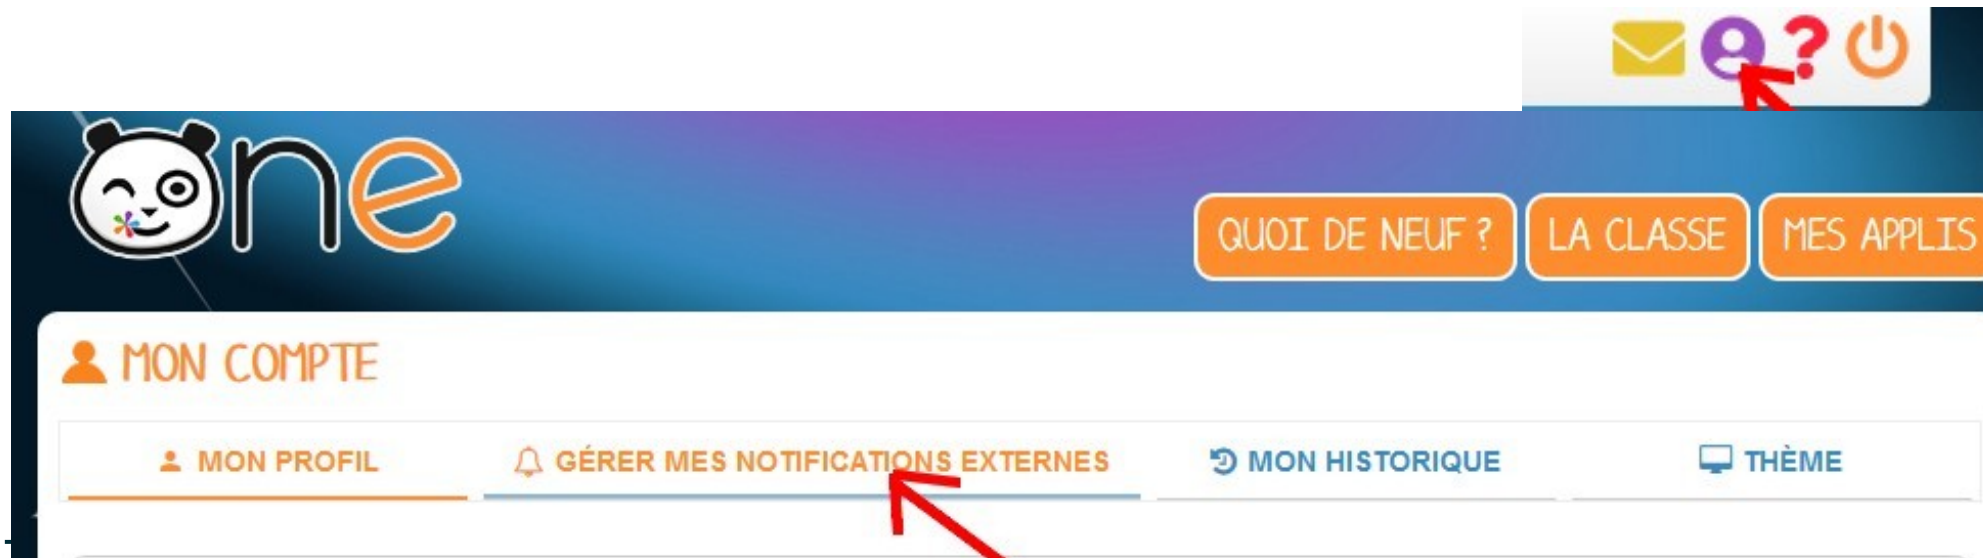 One
QUOI DE NEUF ? LA CLASSE MES APPLIS
MON COMPTE
MON PROFIL GÉRER MES NOTIFICATIONS EXTERNES MON HISTORIQUE THÈME